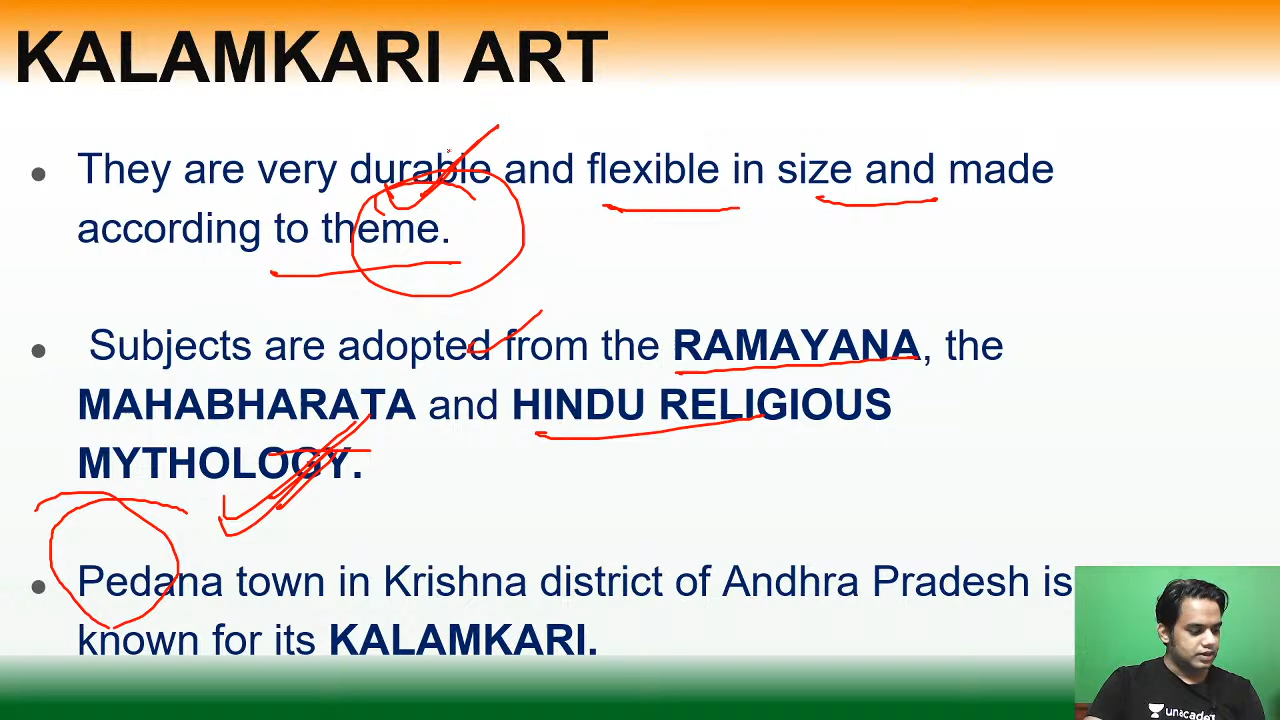 KALAMKARI ART
● They are very durable and flexible in size and made
according to theme.
● Subjects are adopted from the RAMAYANA, the
MAHABHARATA and HINDU RELIGIOUS
MYTHOLOGY.
● Pedana town in Krishna district of Andhra Pradesh is
known for its KALAMKARI.